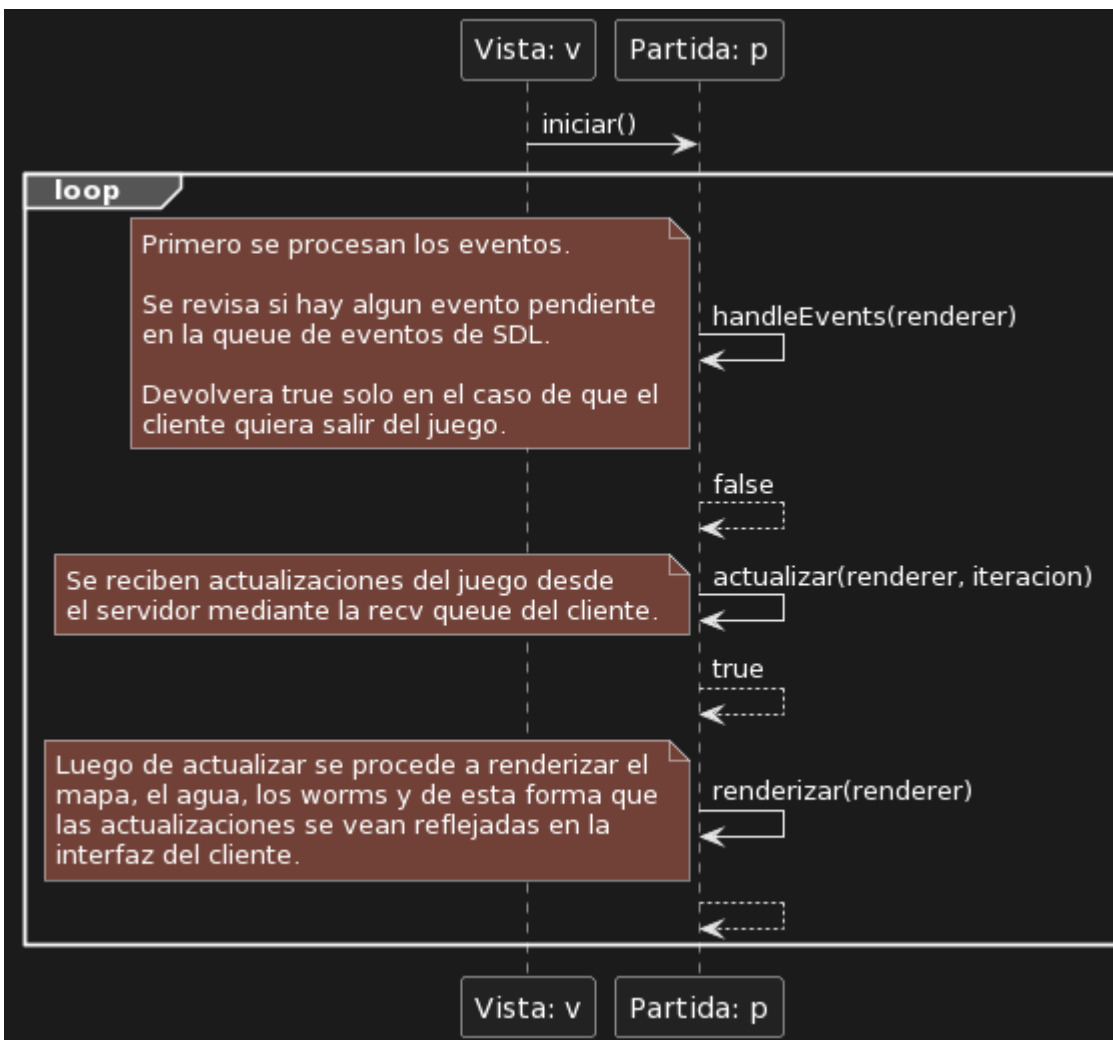 Vista: v
Partida: p
iniciar()
loop
Primero se procesan los eventos.
Se revisa si hay algun evento pendiente
en la queue de eventos de SDL.
Devolvera true solo en el caso de que el
cliente quiera salir del juego.
handleEvents(renderer)
false
Se reciben actualizaciones del juego desde
el servidor mediante la recv queue del cliente.
actualizar(renderer, iteracion)
true
Luego de actualizar se procede a renderizar el
mapa, el agua, los worms y de esta forma que
las actualizaciones se vean reflejadas en la
interfaz del cliente.
renderizar(renderer)
Vista: v
Partida: p